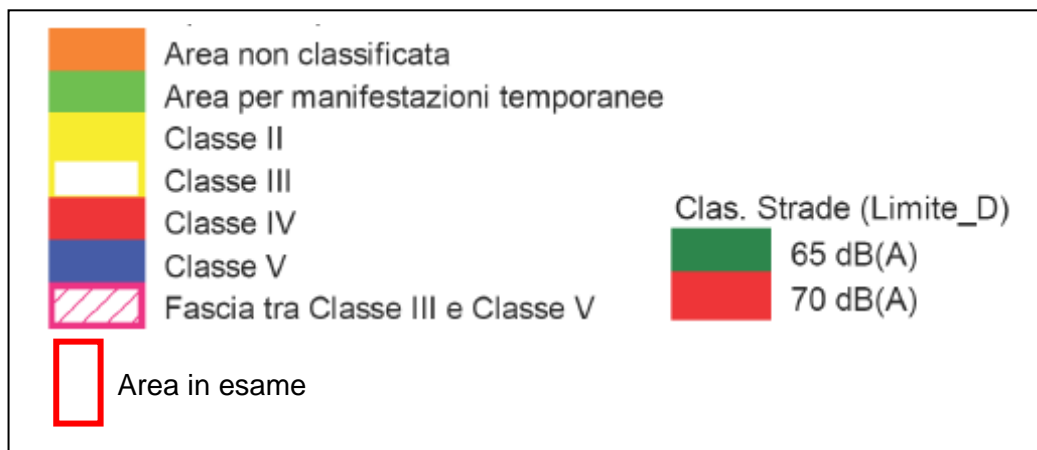 Area non classificata
Area per manifestazioni temporanee
Classe II
Classe III
Classe IV
Classe V
Fascia tra Classe III e Classe V
Area in esame
Clas. Strade (Limite_D)
65 dB(A)
70 dB(A)